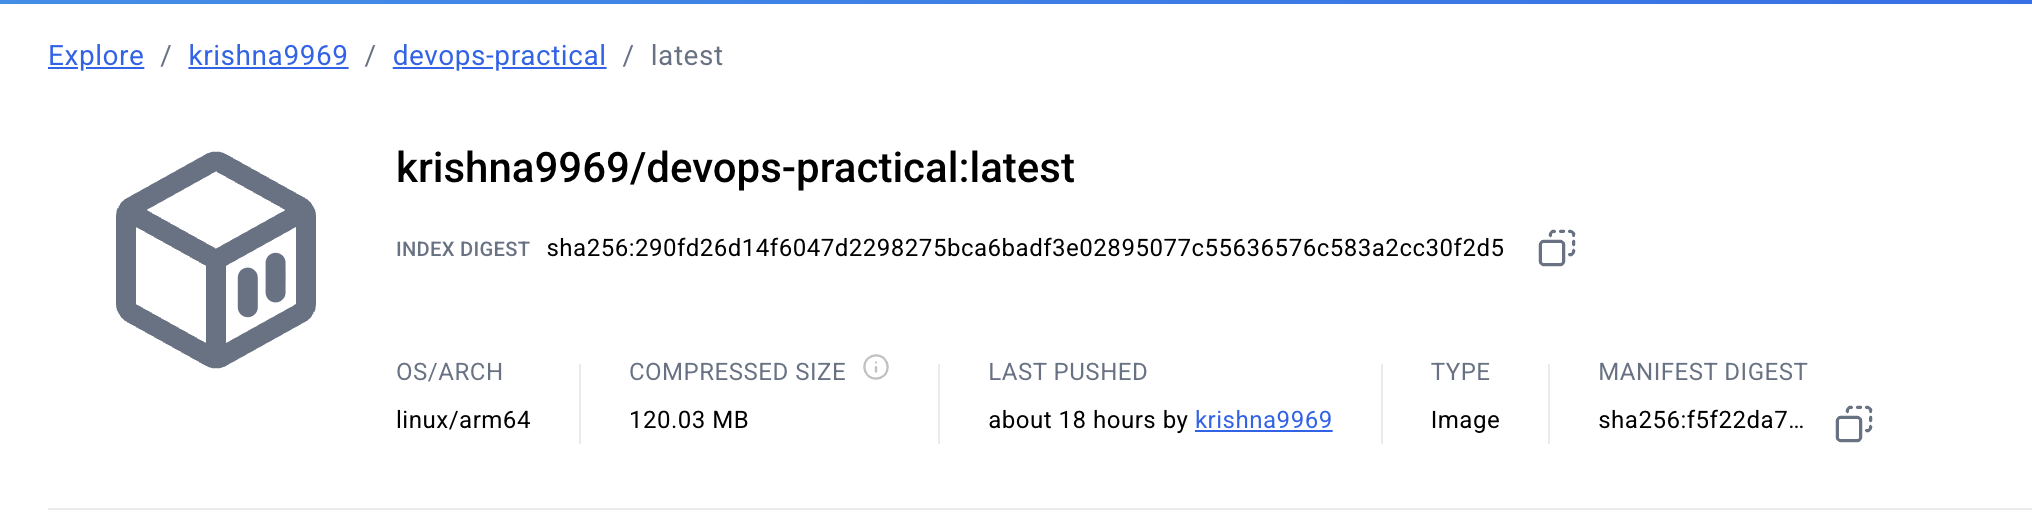 Explore / krishna9969 / devops-practical / latest
krishna9969/devops-practical:latest
INDEX DIGEST sha256:290fd26d14f6047d2298275bca6badf3e02895077c55636576c583a2cc30f2d5
OS/ARCH COMPRESSED SIZE LAST PUSHED TYPE MANIFEST DIGEST
linux/arm64 120.03 MB about 18 hours by krishna9969 Image sha256:f5f22da7...